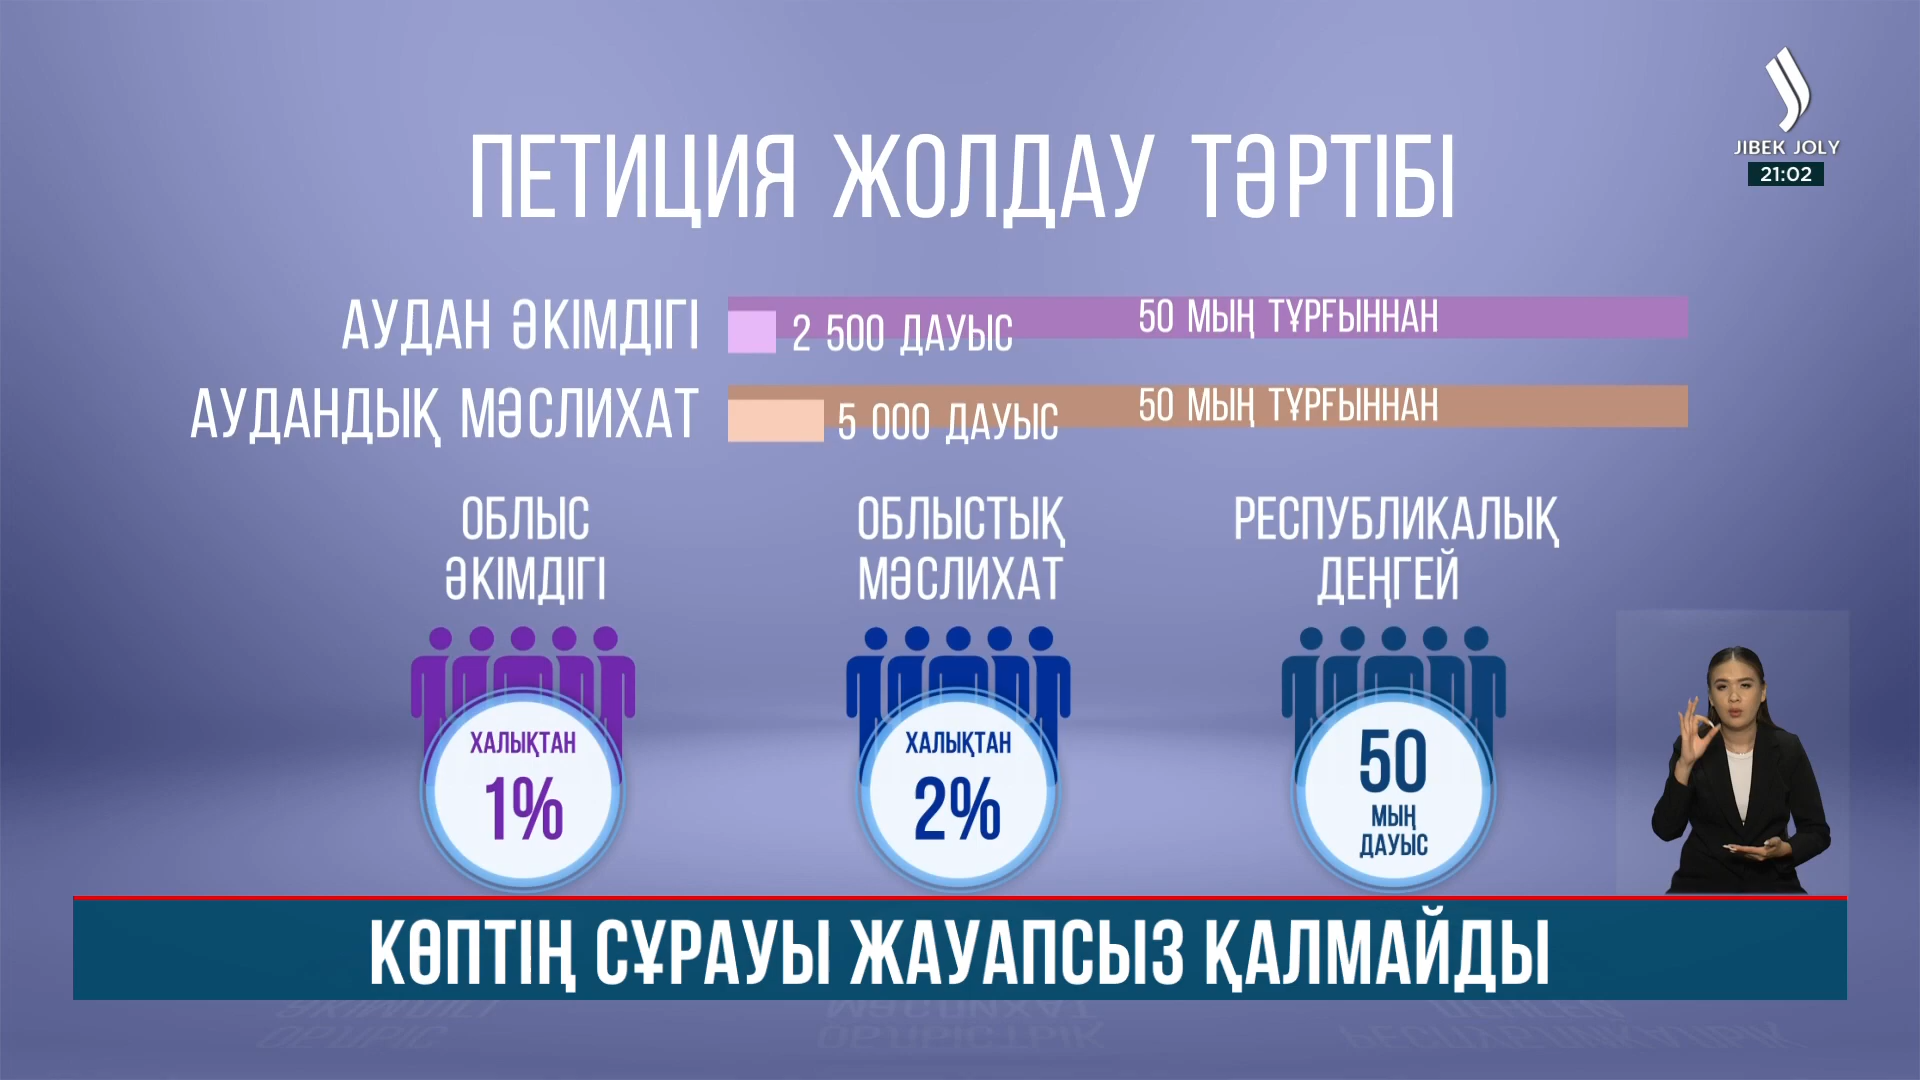 JIBEK JOLY
21:02
ПЕТИЦИЯ ЖОЛДАУ ТӘРТІБІ
АУДАН ӘКІМДІГІ 2 500 ДАУЫС 50 МЫҢ ТҰРҒЫННАН
АУДАНДЫҚ МӘСЛИХАТ 5 000 ДАУЫС 50 МЫҢ ТҰРҒЫННАН
ОБЛЫС
ӘКІМДІГІ
ХАЛЫҚТАН
1%
ОБЛЫСТЫҚ
МӘСЛИХАТ
ХАЛЫҚТАН
2%
РЕСПУБЛИКАЛЫҚ
ДЕҢГЕЙ
50
МЫҢ
ДАУЫС
КӨПТІҢ СҰРАУЫ ЖАУАПСЫЗ ҚАЛМАЙДЫ